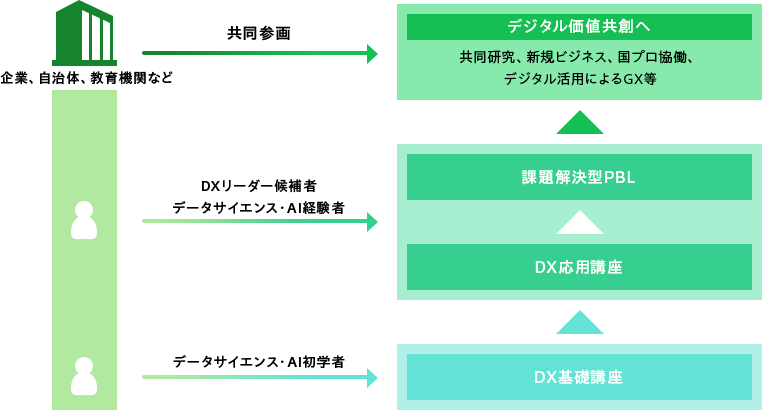 共同参画
デジタル価値共創へ
共同研究、新規ビジネス、国プロ協働、
デジタル活用によるGX等
企業、自治体、教育機関など
DXリーダー候補者
データサイエンス・AI経験者
課題解決型PBL
DX応用講座
データサイエンス・AI初学者
DX基礎講座